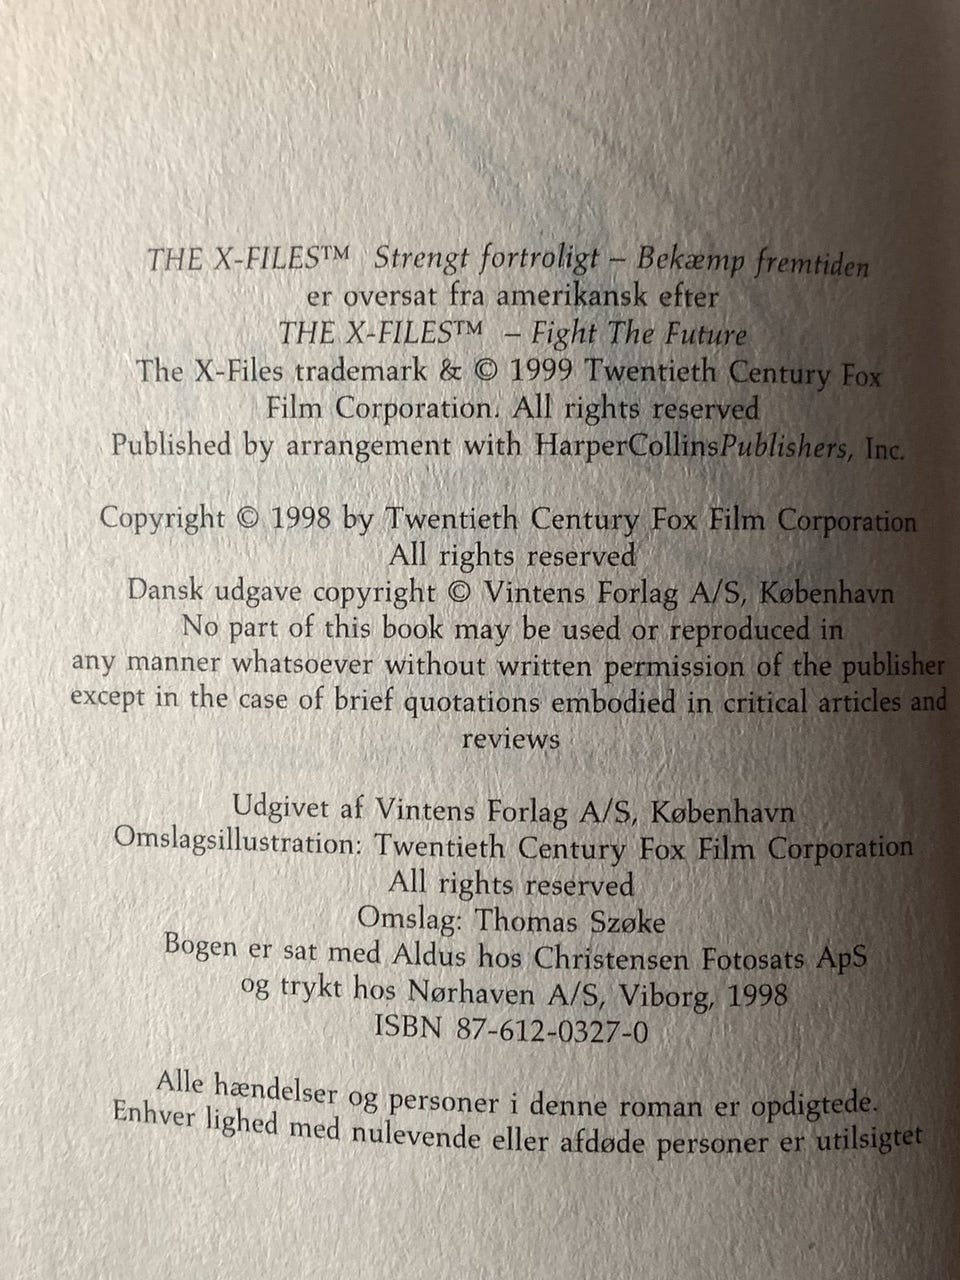 THE X-FILES™ Strengt fortroligt – Bekæmp fremtiden
er oversat fra amerikansk efter
THE X-FILES™ – Fight The Future
The X-Files trademark & © 1999 Twentieth Century Fox
Film Corporation. All rights reserved
Published by arrangement with HarperCollinsPublishers, Inc.
Copyright © 1998 by Twentieth Century Fox Film Corporation
All rights reserved
Dansk udgave copyright © Vintens Forlag A/S, København
No part of this book may be used or reproduced in
any manner whatsoever without written permission of the publisher
except in the case of brief quotations embodied in critical articles and
reviews
Udgivet af Vintens Forlag A/S, København
Omslagsillustration: Twentieth Century Fox Film Corporation
All rights reserved
Omslag: Thomas Szøke
Bogen er sat med Aldus hos Christensen Fotosats ApS
og trykt hos Nørhaven A/S, Viborg, 1998
ISBN 87-612-0327-0
Alle hændelser og personer i denne roman er opdigtede.
Enhver lighed med nulevende eller afdøde personer er utilsigtet